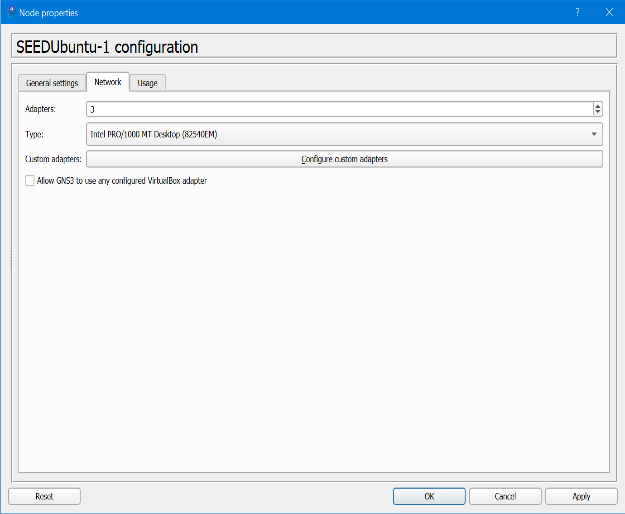 Node properties
?
SEEDUbuntu-1 configuration
General settings Network Usage
Adapters: 3
Type: Intel PRO/1000 MT Desktop (82540EM)
Custom adapters: Configure custom adapters
Allow GNS3 to use any configured VirtualBox adapter
Reset OK Cancel Apply